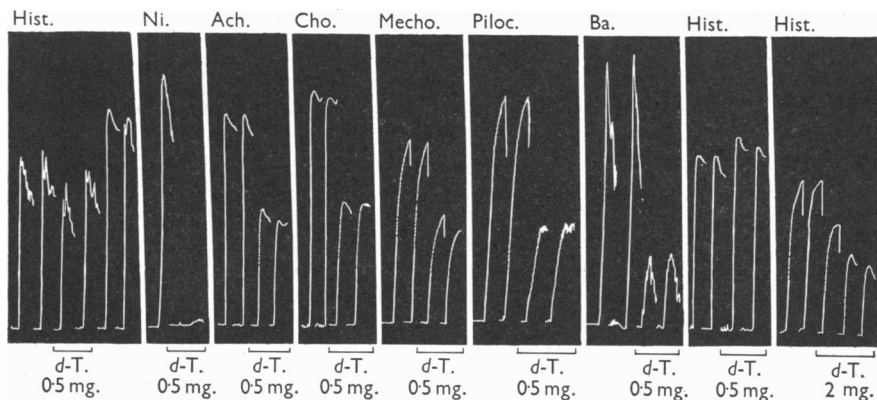 Hist. Ni. Ach. Cho. Mecho. Piloc. Ba. Hist. Hist.
d-T. d-T. d-T. d-T. d-T. d-T. d-T. d-T. d-T.
0·5 mg. 0·5 mg. 0·5 mg. 0·5 mg. 0·5 mg. 0·5 mg. 0·5 mg. 0·5 mg. 2 mg.